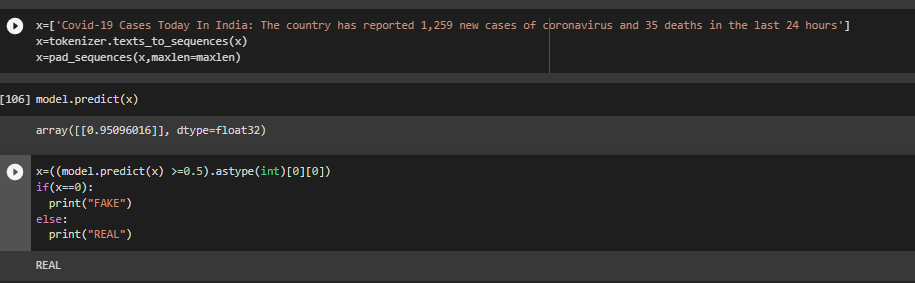 x=['Covid-19 Cases Today In India: The country has reported 1,259 new cases of coronavirus and 35 deaths in the last 24 hours']
x=tokenizer.texts_to_sequences(x)
x=pad_sequences(x,maxlen=maxlen)
[106] model.predict(x)
array([[0.95096016]], dtype=float32)
x=((model.predict(x) >=0.5).astype(int)[0][0])
if(x==0):
  print("FAKE")
else:
  print("REAL")
REAL